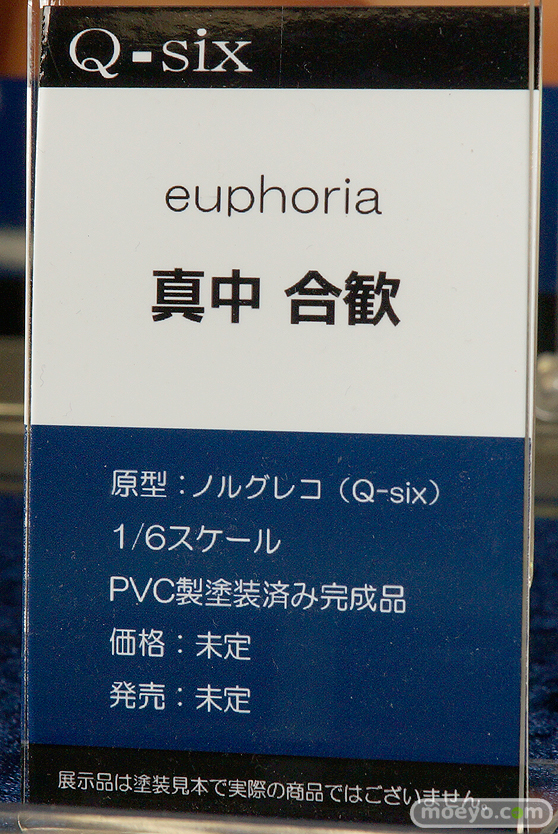 Q-six
euphoria
真中 合歓
原型：ノルグレコ（Q-six）
1/6スケール
PVC製塗装済み完成品
価格：未定
発売：未定
展示品は塗装見本で実際の商品ではございません。
moeyo.com